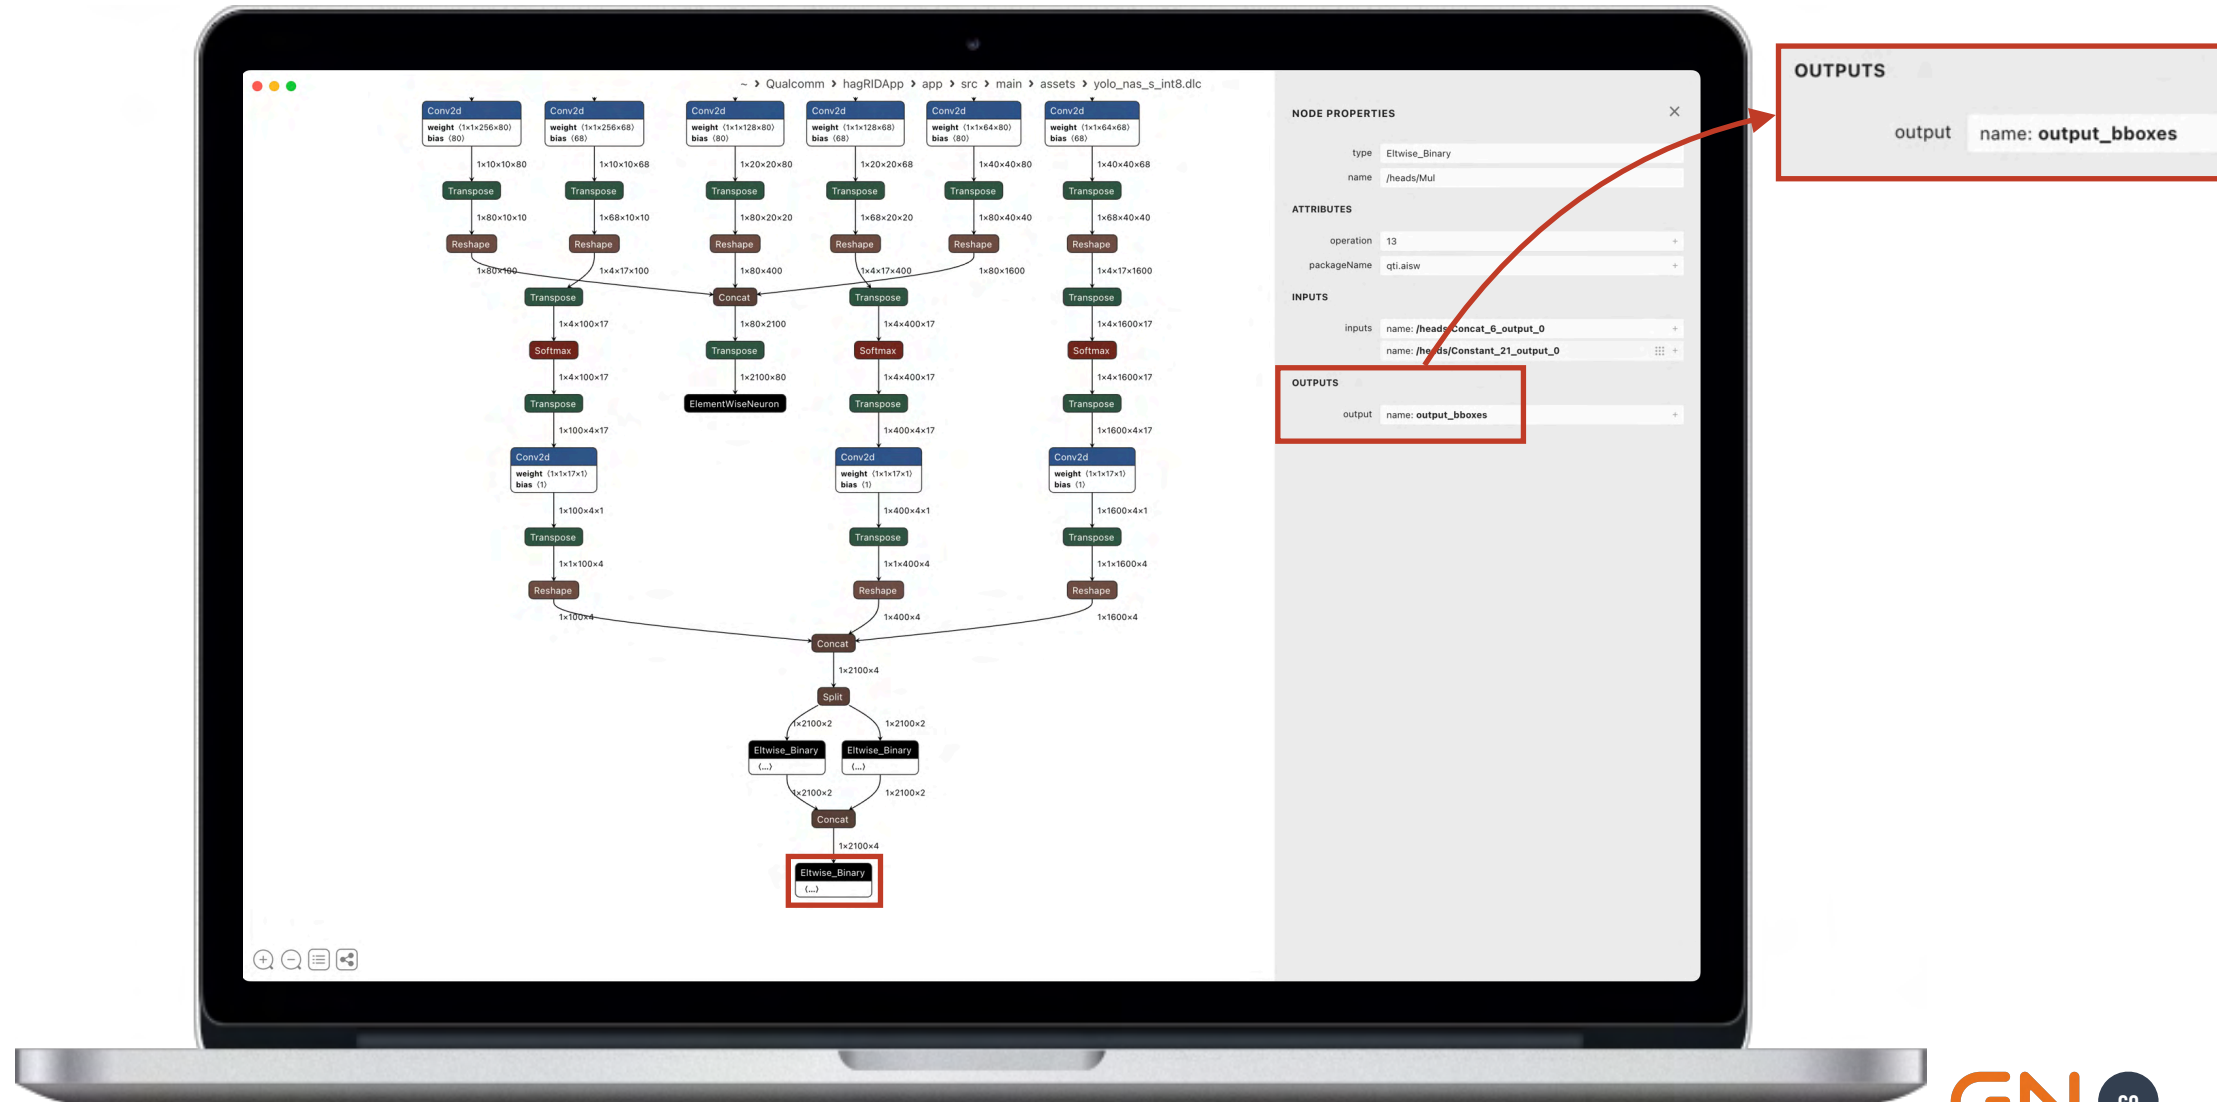 ~ › Qualcomm › hagRIDApp › app › src › main › assets › yolo_nas_s_int8.dlc
Conv2d Conv2d Conv2d Conv2d Conv2d Conv2d
weight ⟨1×1×256×80⟩ weight ⟨1×1×256×68⟩ weight ⟨1×1×128×80⟩ weight ⟨1×1×128×68⟩ weight ⟨1×1×64×80⟩ weight ⟨1×1×64×68⟩
bias ⟨80⟩ bias ⟨68⟩ bias ⟨80⟩ bias ⟨68⟩ bias ⟨80⟩ bias ⟨68⟩
1×10×10×80 1×10×10×68 1×20×20×80 1×20×20×68 1×40×40×80 1×40×40×68
Transpose Transpose Transpose Transpose Transpose Transpose
1×80×10×10 1×68×10×10 1×80×20×20 1×68×20×20 1×80×40×40 1×68×40×40
Reshape Reshape Reshape Reshape Reshape Reshape
1×80×100 1×4×17×100 1×80×400 1×4×17×400 1×80×1600 1×4×17×1600
Transpose Concat Transpose Transpose
1×4×100×17 1×80×2100 1×4×400×17 1×4×1600×17
Softmax Transpose Softmax Softmax
1×4×100×17 1×2100×80 1×4×400×17 1×4×1600×17
Transpose ElementWiseNeuron Transpose Transpose
1×100×4×17 1×400×4×17 1×1600×4×17
Conv2d Conv2d Conv2d
weight ⟨1×1×17×1⟩ weight ⟨1×1×17×1⟩ weight ⟨1×1×17×1⟩
bias ⟨1⟩ bias ⟨1⟩ bias ⟨1⟩
1×100×4×1 1×400×4×1 1×1600×4×1
Transpose Transpose Transpose
1×1×100×4 1×1×400×4 1×1×1600×4
Reshape Reshape Reshape
1×100×4 1×400×4 1×1600×4
Concat
1×2100×4
Split
1×2100×2 1×2100×2
Eltwise_Binary Eltwise_Binary
⟨...⟩ ⟨...⟩
1×2100×2 1×2100×2
Concat
1×2100×4
Eltwise_Binary
⟨...⟩
NODE PROPERTIES
type Eltwise_Binary
name /heads/Mul
ATTRIBUTES
operation 13
packageName qti.aisw
INPUTS
inputs name: /heads/Concat_6_output_0
name: /heads/Constant_21_output_0
OUTPUTS
output name: output_bboxes
OUTPUTS
output name: output_bboxes